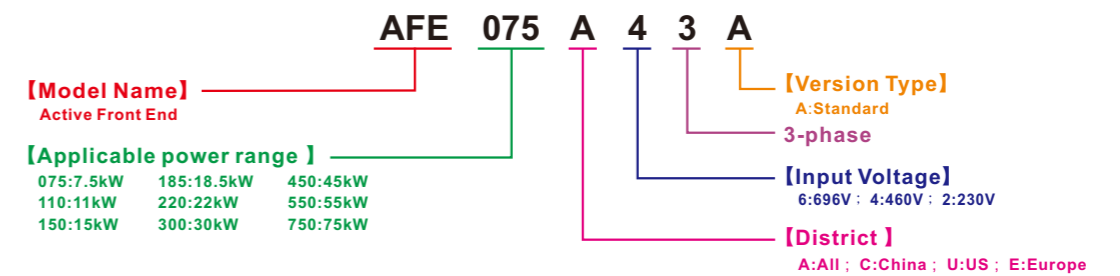 AFE 075 A 4 3 A
【Model Name】
Active Front End
【Applicable power range 】
075:7.5kW 185:18.5kW 450:45kW
110:11kW 220:22kW 550:55kW
150:15kW 300:30kW 750:75kW
【Version Type】
A:Standard
3-phase
【Input Voltage】
6:696V； 4:460V； 2:230V
【District 】
A:All； C:China； U:US； E:Europe